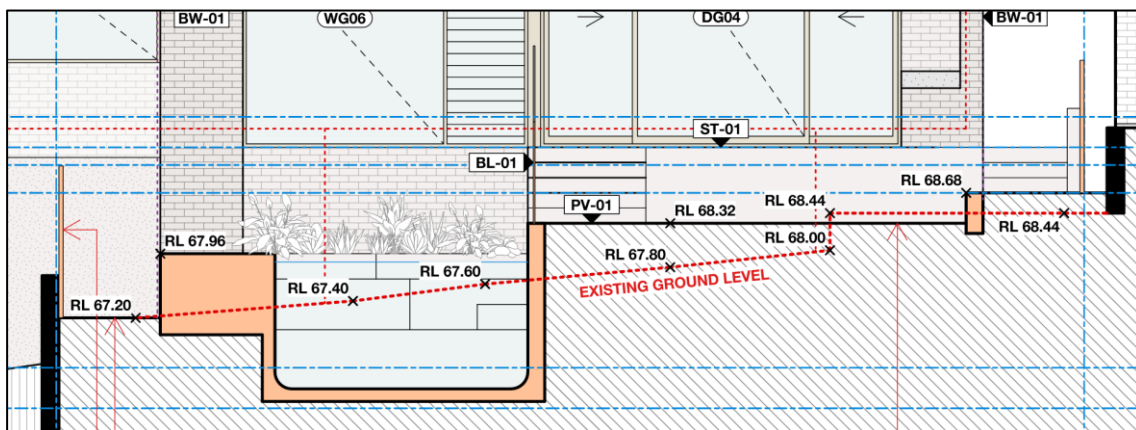 BW-01
WG06
DG04
BW-01
ST-01
BL-01
RL 68.68
PV-01
RL 68.44
RL 68.32
RL 68.44
RL 67.96
RL 68.00
RL 67.80
RL 67.60
RL 67.40
EXISTING GROUND LEVEL
RL 67.20